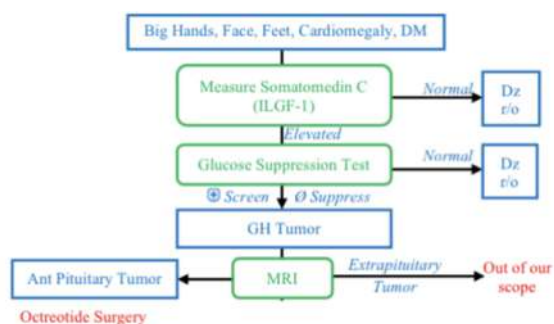 Big Hands, Face, Feet, Cardiomegaly, DM
Measure Somatomedin C
(ILGF-1)
Normal
Dz
r/o
Elevated
Glucose Suppression Test
Normal
Dz
r/o
⊕ Screen
Ø Suppress
GH Tumor
Ant Pituitary Tumor
MRI
Extrapituitary
Tumor
Out of our
scope
Octreotide Surgery